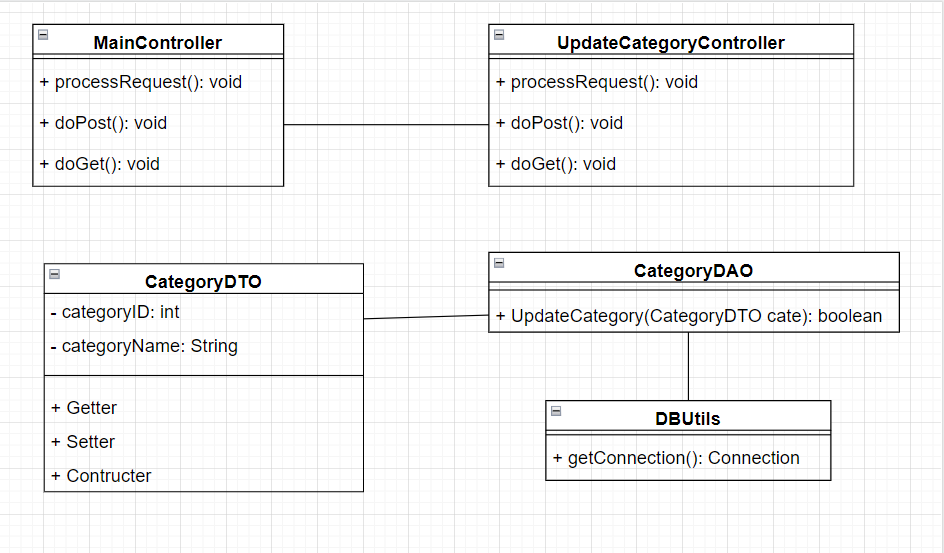 MainController
+ processRequest(): void
+ doPost(): void
+ doGet(): void
UpdateCategoryController
+ processRequest(): void
+ doPost(): void
+ doGet(): void
CategoryDTO
- categoryID: int
- categoryName: String
+ Getter
+ Setter
+ Contructer
CategoryDAO
+ UpdateCategory(CategoryDTO cate): boolean
DBUtils
+ getConnection(): Connection